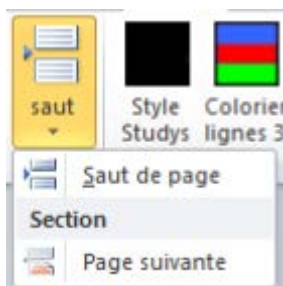 saut
Style Colorier
Studys lignes 3
Saut de page
Section
Page suivante